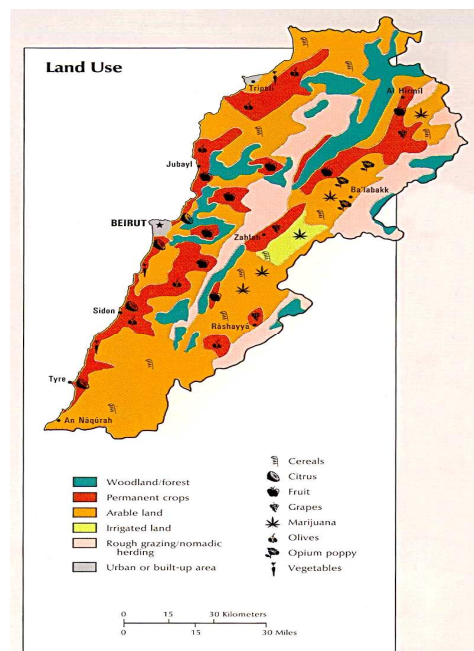 Land Use
Tripoli
Al Hirmil
Jubayl
Ba'labakk
BEIRUT
Zahlah
Sidon
Rāshayyā
Tyre
An Nāqūrah
Woodland/forest
Permanent crops
Arable land
Irrigated land
Rough grazing/nomadic
herding
Urban or built-up area
Cereals
Citrus
Fruit
Grapes
Marijuana
Olives
Opium poppy
Vegetables
0 15 30 Kilometers
0 15 30 Miles